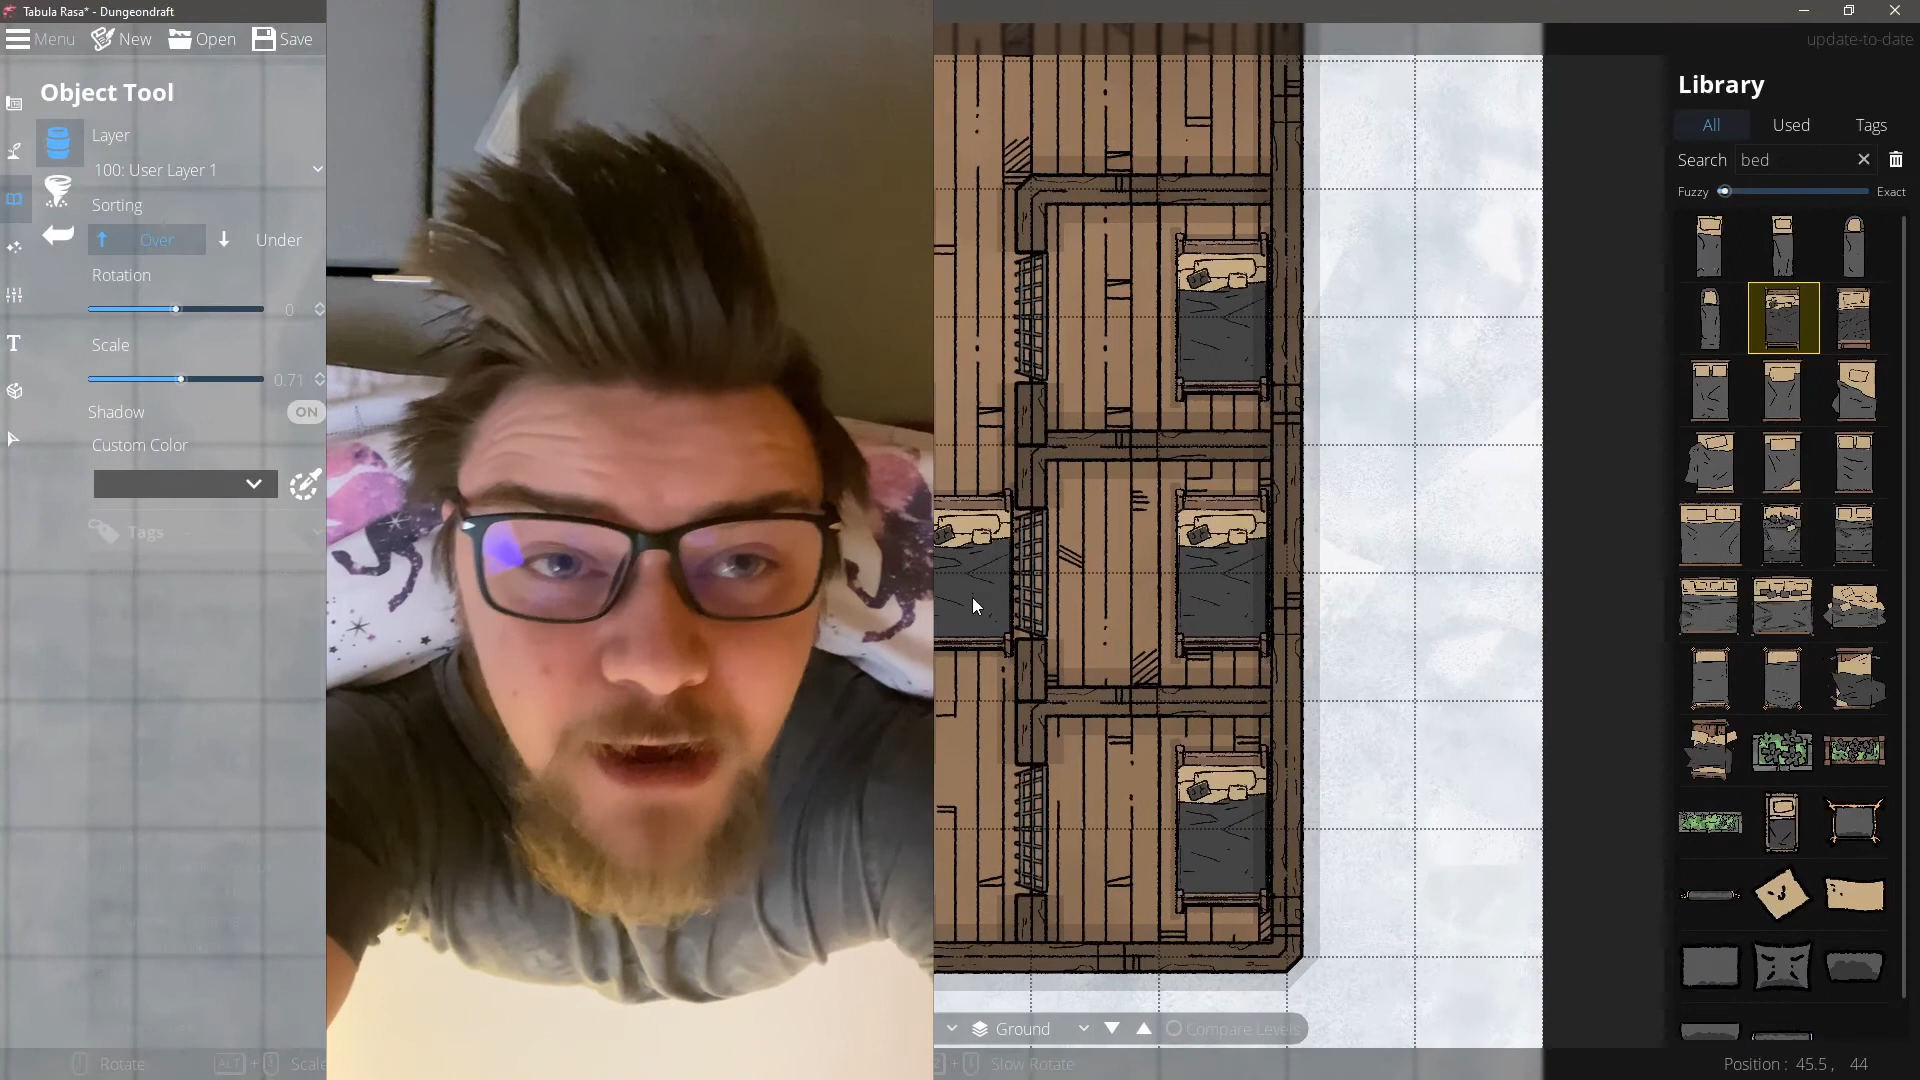 Tabula Rasa* - Dungeondraft
Menu New Open Save
update-to-date
Object Tool
Layer
100: User Layer 1
Sorting
Over Under
Rotation
0
Scale
0.71
Shadow
ON
Custom Color
Tags
T
Library
All Used Tags
Search bed
Fuzzy Exact
Ground
Compare Levels
Rotate ALT + Scale + Slow Rotate
Position : 45.5 , 44